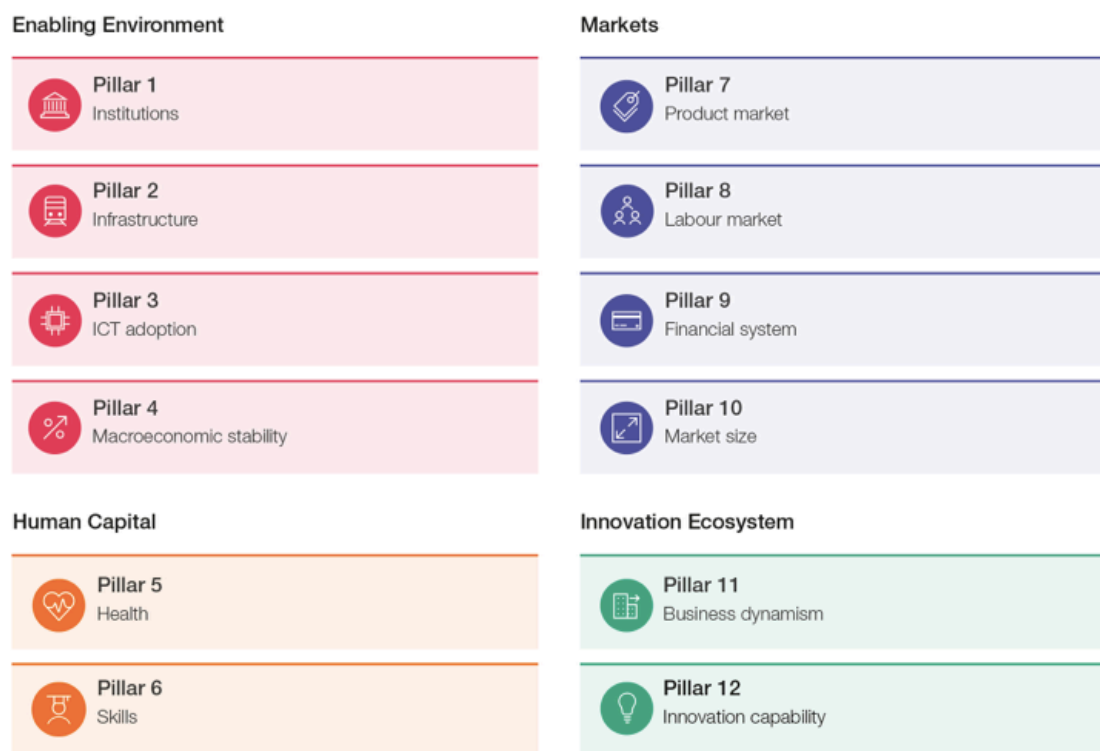 Enabling Environment
Pillar 1
Institutions
Pillar 2
Infrastructure
Pillar 3
ICT adoption
Pillar 4
Macroeconomic stability
Human Capital
Pillar 5
Health
Pillar 6
Skills
Markets
Pillar 7
Product market
Pillar 8
Labour market
Pillar 9
Financial system
Pillar 10
Market size
Innovation Ecosystem
Pillar 11
Business dynamism
Pillar 12
Innovation capability